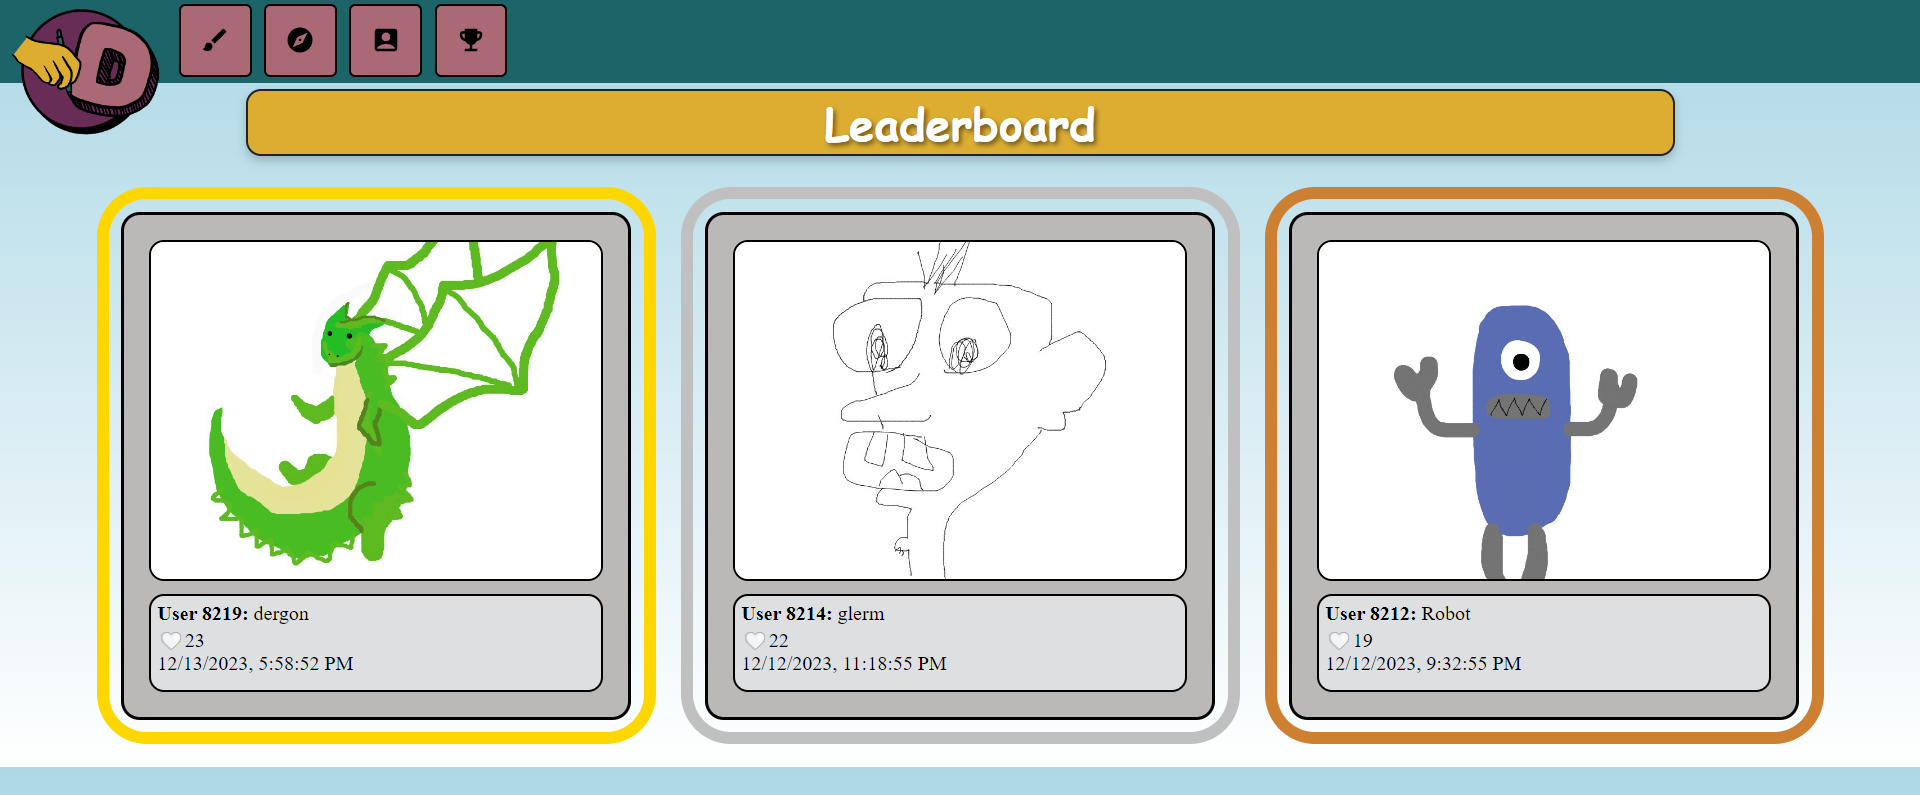 D
Leaderboard
User 8219: dergon
23
12/13/2023, 5:58:52 PM
User 8214: glerm
22
12/12/2023, 11:18:55 PM
User 8212: Robot
19
12/12/2023, 9:32:55 PM